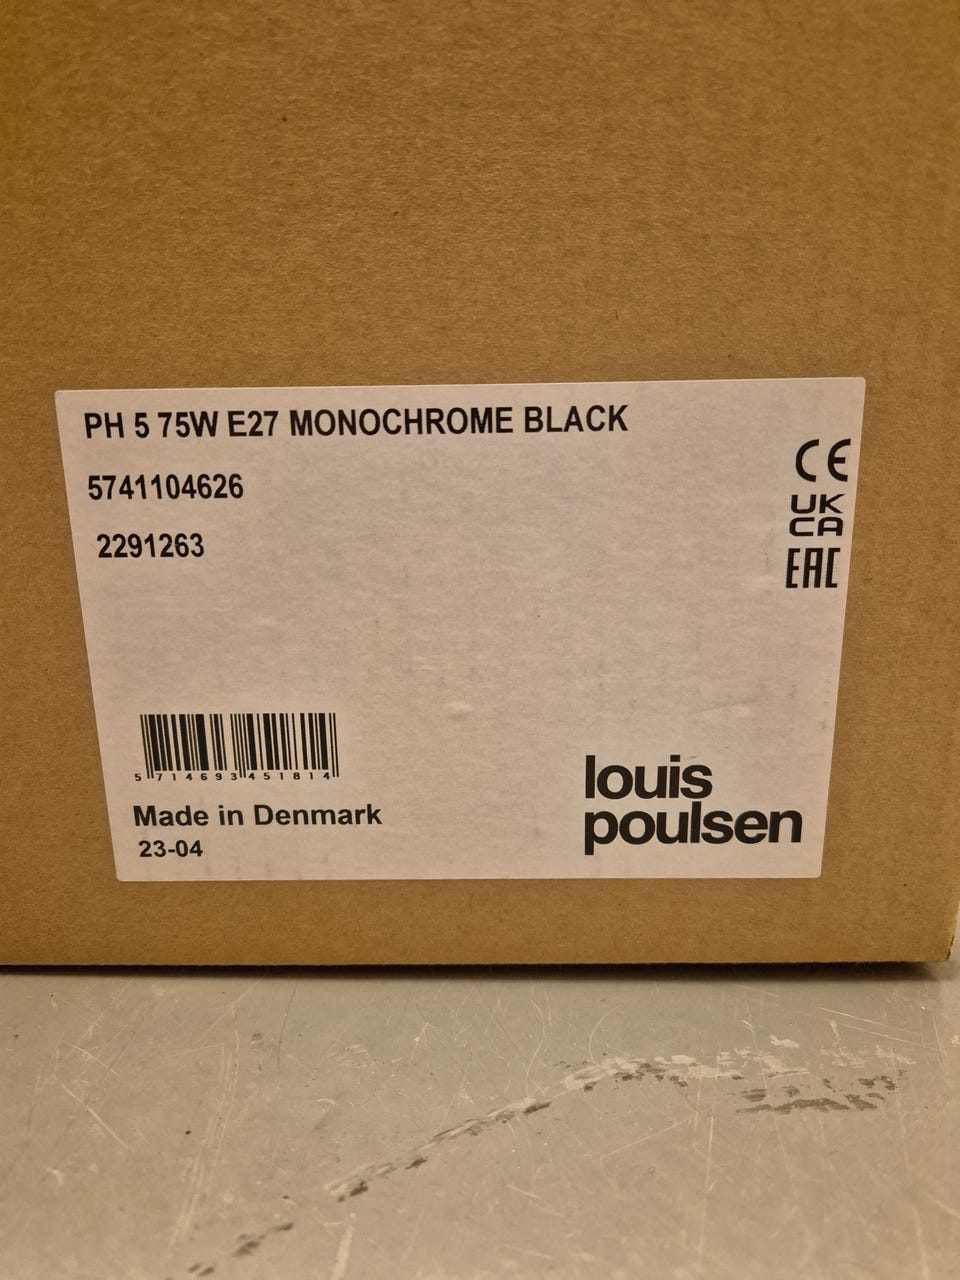 PH 5 75W E27 MONOCHROME BLACK
5741104626
2291263
CE
UK
CA
EAC
5 714693 451814
Made in Denmark
23-04
louis
poulsen